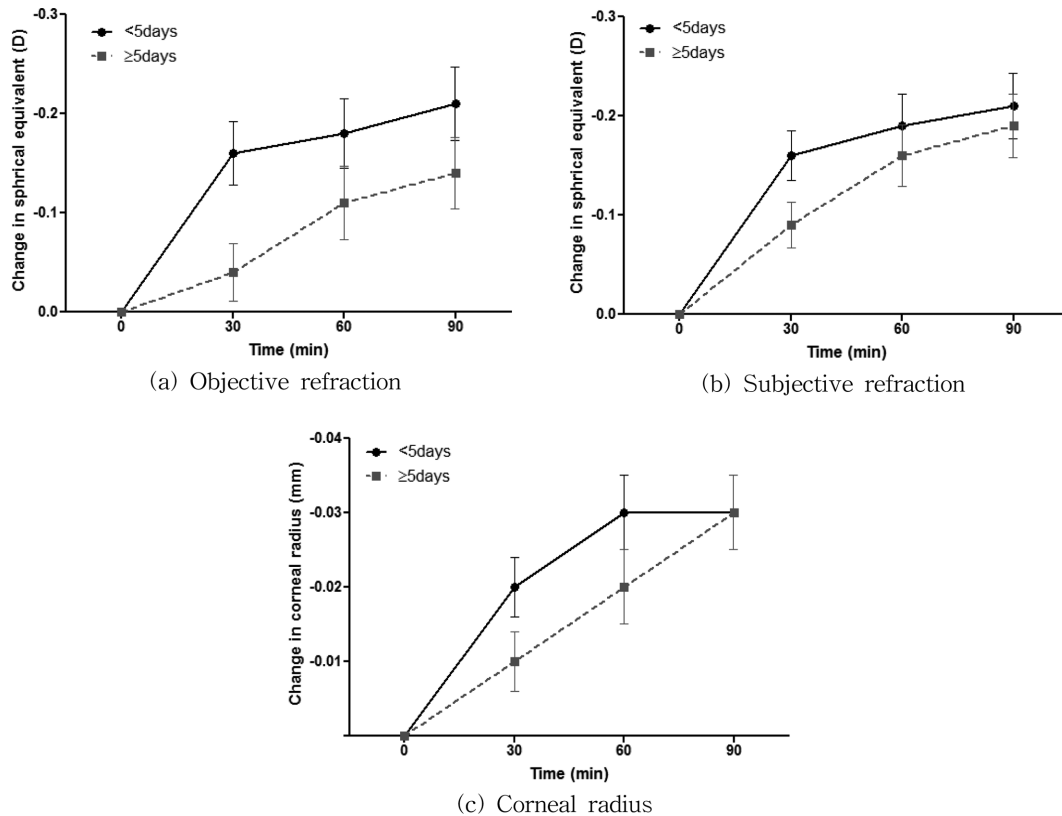 -0.3
-0.2
-0.1
0.0
Change in sphrical equivalent (D)
<5days
≥5days
0 30 60 90
Time (min)
(a) Objective refraction
-0.3
-0.2
-0.1
0.0
Change in sphrical equivalent (D)
<5days
≥5days
0 30 60 90
Time (min)
(b) Subjective refraction
-0.04
-0.03
-0.02
-0.01
Change in corneal radius (mm)
<5days
≥5days
0 30 60 90
Time (min)
(c) Corneal radius